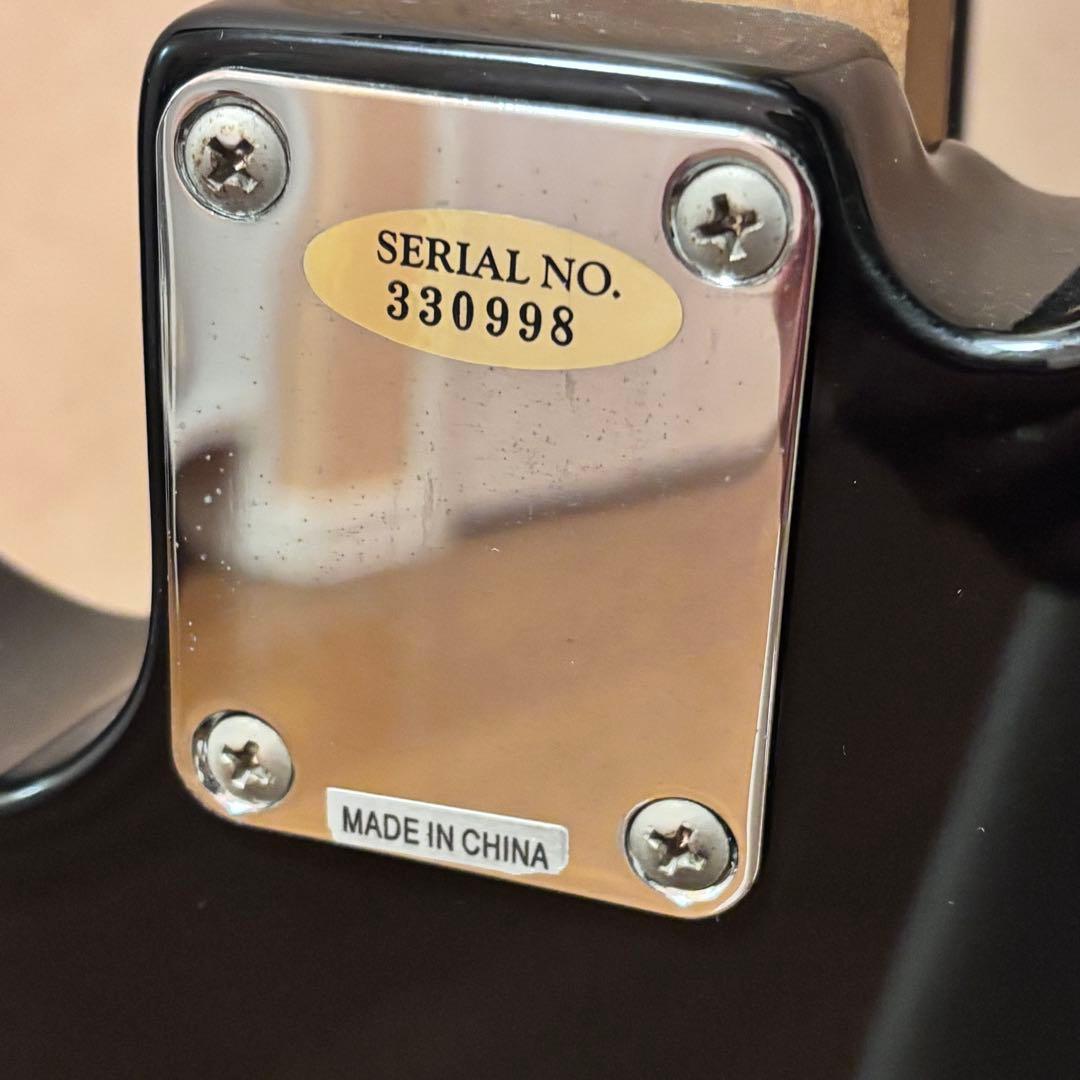 SERIAL NO.
330998
MADE IN CHINA